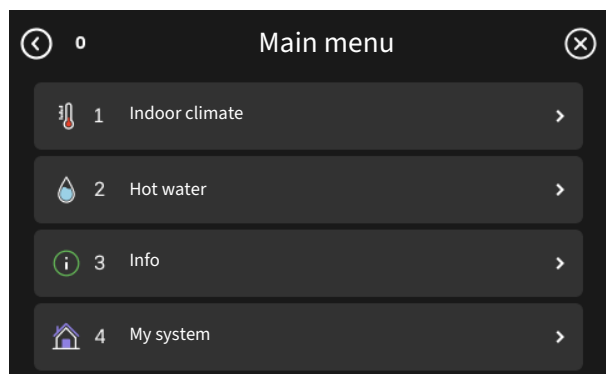 0 Main menu
1 Indoor climate
2 Hot water
3 Info
4 My system